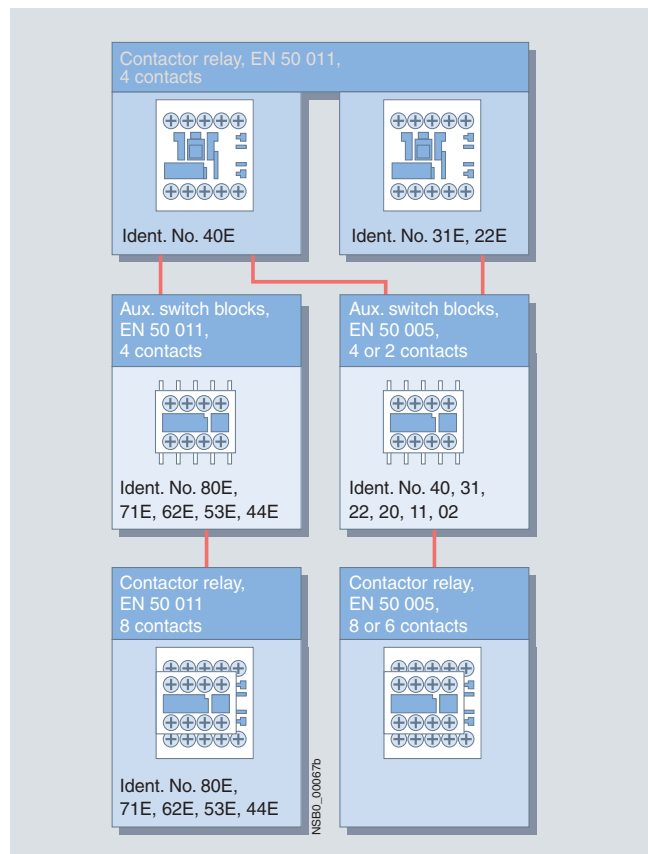 Contactor relay, EN 50 011,
4 contacts
Ident. No. 40E
Ident. No. 31E, 22E
Aux. switch blocks,
EN 50 011,
4 contacts
Ident. No. 80E,
71E, 62E, 53E, 44E
Aux. switch blocks,
EN 50 005,
4 or 2 contacts
Ident. No. 40, 31,
22, 20, 11, 02
Contactor relay,
EN 50 011
8 contacts
Ident. No. 80E,
71E, 62E, 53E, 44E
Contactor relay,
EN 50 005,
8 or 6 contacts
NSB0_00067b